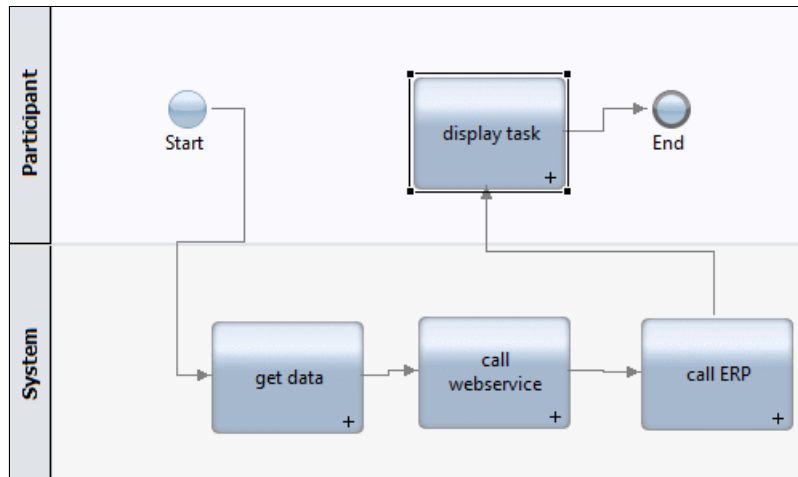 Participant
Start
display task
+
End
System
get data
+
call
webservice
+
call ERP
+